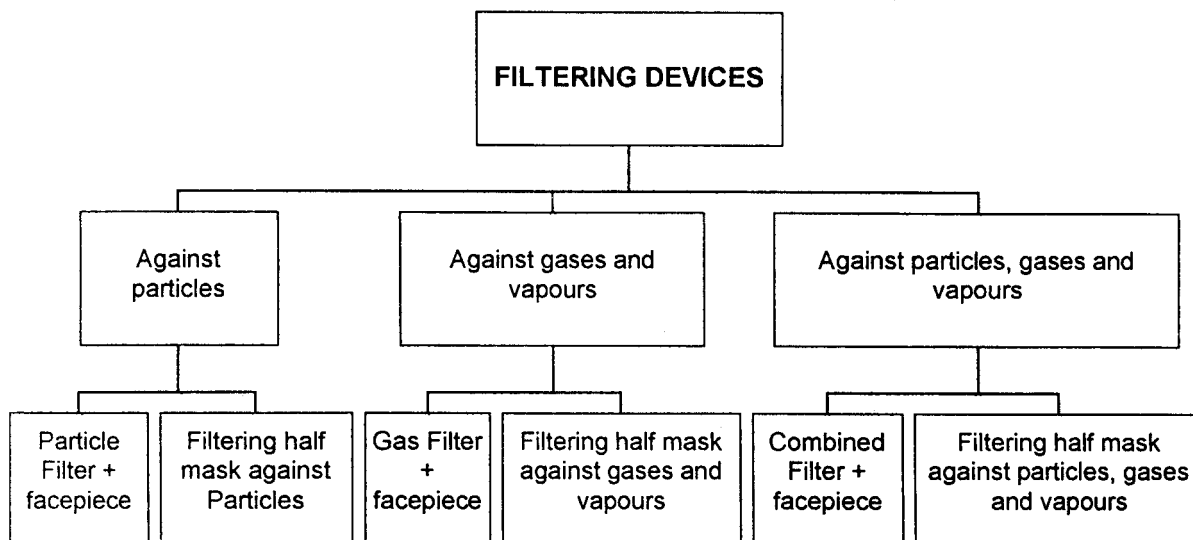 FILTERING DEVICES
Against
particles
Against gases and
vapours
Against particles, gases and
vapours
Particle
Filter +
facepiece
Filtering half
mask against
Particles
Gas Filter
+
facepiece
Filtering half mask
against gases and
vapours
Combined
Filter +
facepiece
Filtering half mask
against particles, gases
and vapours